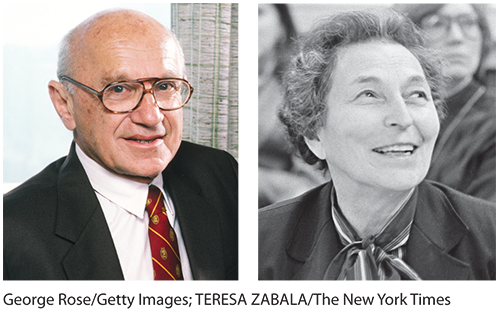 George Rose/Getty Images; TERESA ZABALA/The New York Times